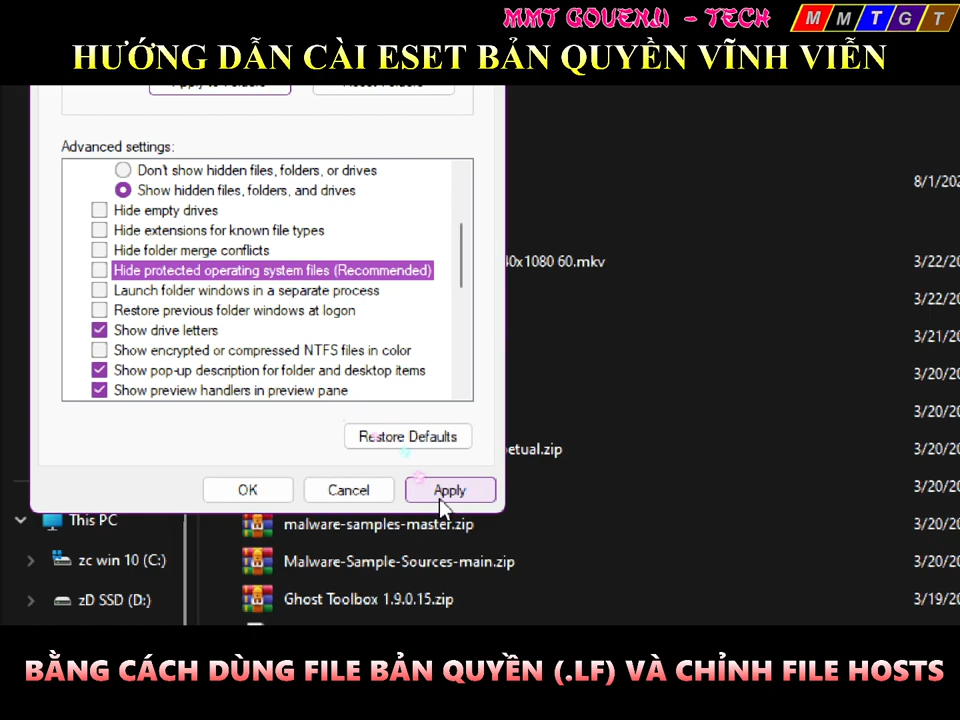 MMT GOUENJI - TECH
M M T G T
HƯỚNG DẪN CÀI ESET BẢN QUYỀN VĨNH VIỄN
Advanced settings:
Don't show hidden files, folders, or drives
Show hidden files, folders, and drives
Hide empty drives
Hide extensions for known file types
Hide folder merge conflicts
Hide protected operating system files (Recommended)
Launch folder windows in a separate process
Restore previous folder windows at logon
Show drive letters
Show encrypted or compressed NTFS files in color
Show pop-up description for folder and desktop items
Show preview handlers in preview pane
Restore Defaults
OK Cancel Apply
8/1/202
40x1080 60.mkv 3/22/20
3/22/20
3/21/20
3/20/20
3/20/20
etual.zip 3/20/20
3/20/20
This PC
malware-samples-master.zip 3/20/20
zc win 10 (C:)
Malware-Sample-Sources-main.zip 3/20/20
zD SSD (D:)
Ghost Toolbox 1.9.0.15.zip 3/19/20
BẰNG CÁCH DÙNG FILE BẢN QUYỀN (.LF) VÀ CHỈNH FILE HOSTS